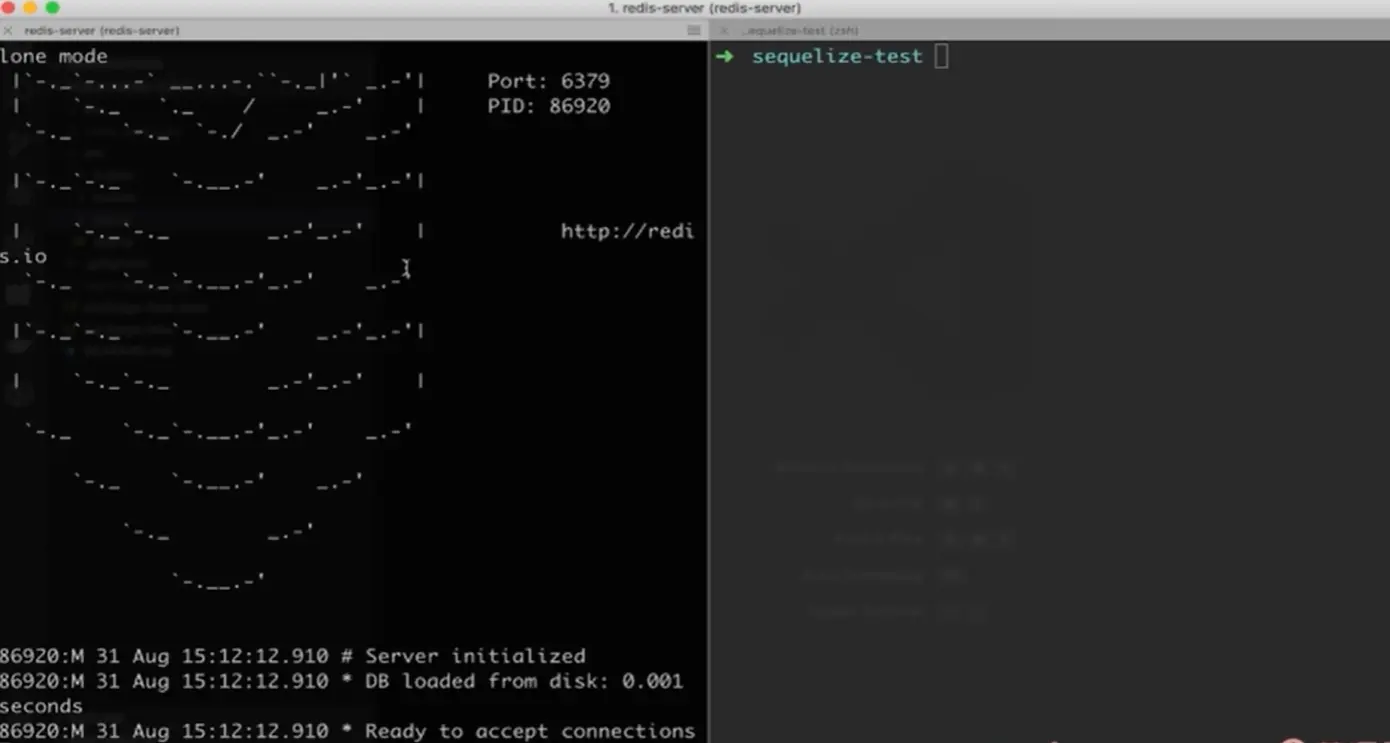 1. redis-server (redis-server)
redis-server (redis-server)
..equelize-test (zsh)
lone mode
Port: 6379
PID: 86920
http://redi
s.io
86920:M 31 Aug 15:12:12.910 # Server initialized
86920:M 31 Aug 15:12:12.910 * DB loaded from disk: 0.001
seconds
86920:M 31 Aug 15:12:12.910 * Ready to accept connections
➜ sequelize-test